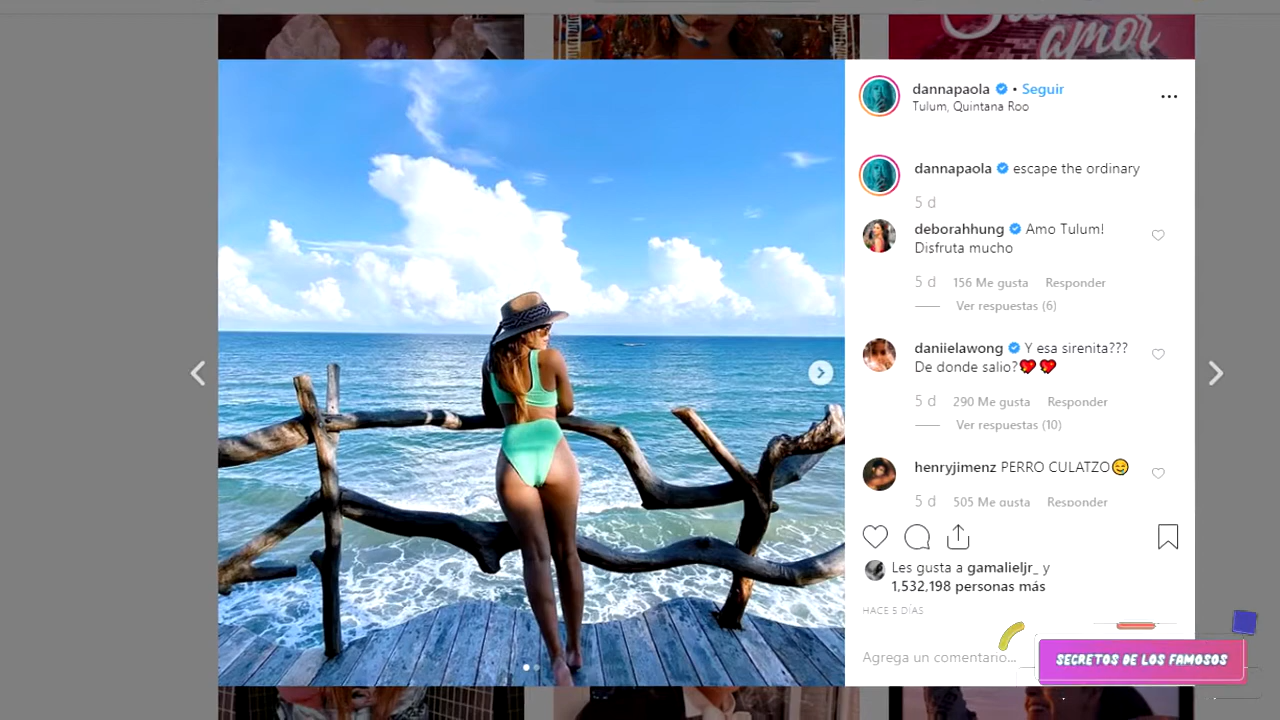 amor
dannapaola • Seguir
Tulum, Quintana Roo
dannapaola escape the ordinary
5 d
deborahhung Amo Tulum!
Disfruta mucho
5 d 156 Me gusta Responder
Ver respuestas (6)
daniielawong Y esa sirenita???
De donde salio?
5 d 290 Me gusta Responder
Ver respuestas (10)
henryjimenz PERRO CULATZO
5 d 505 Me gusta Responder
Les gusta a gamalieljr_ y
1,532,198 personas más
HACE 5 DÍAS
Agrega un comentario...
SECRETOS DE LOS FAMOSOS